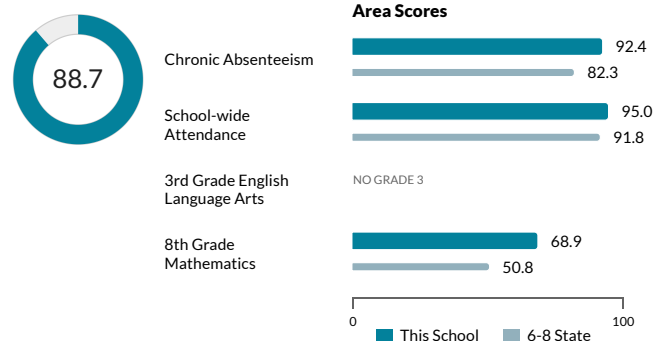 Area Scores
88.7
Chronic Absenteeism
92.4
82.3
School-wide
Attendance
95.0
91.8
3rd Grade English
Language Arts
NO GRADE 3
8th Grade
Mathematics
68.9
50.8
0
100
This School
6-8 State